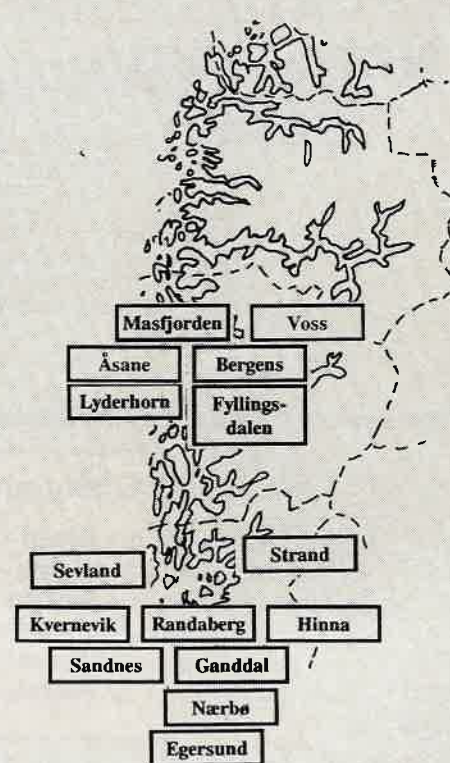 Masfjorden
Voss
Åsane
Bergens
Lyderhorn
Fyllings-
dalen
Strand
Sevland
Kvernevik
Randaberg
Hinna
Sandnes
Ganddal
Nærbø
Egersund